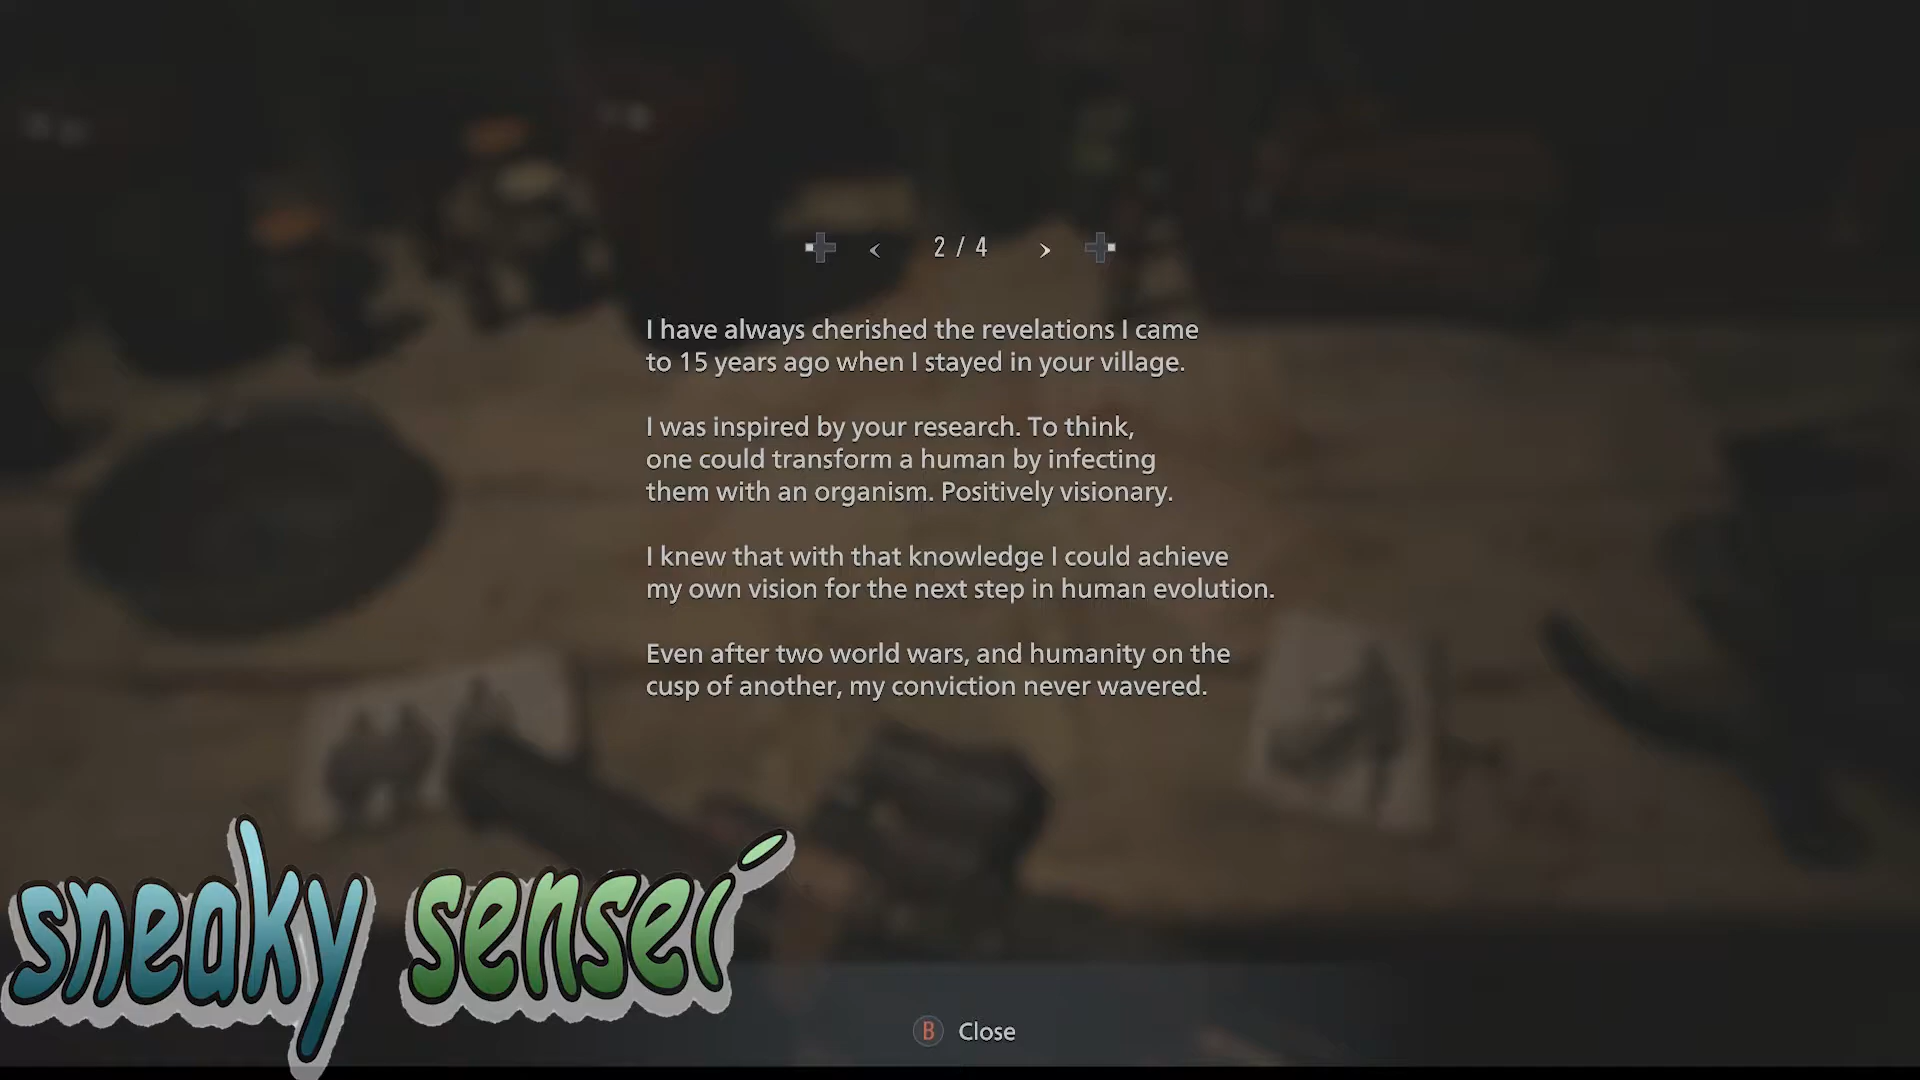 < 2 / 4 >
I have always cherished the revelations I came
to 15 years ago when I stayed in your village.
I was inspired by your research. To think,
one could transform a human by infecting
them with an organism. Positively visionary.
I knew that with that knowledge I could achieve
my own vision for the next step in human evolution.
Even after two world wars, and humanity on the
cusp of another, my conviction never wavered.
sneaky sensei
B Close